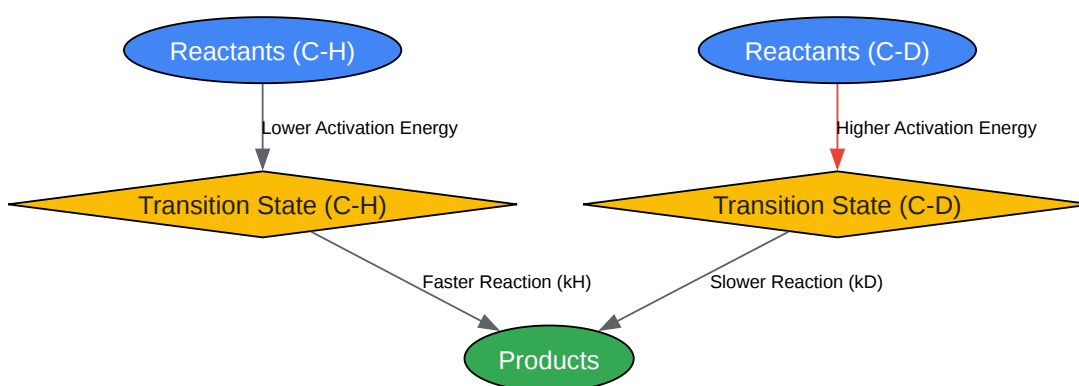 Reactants (C-H)
Reactants (C-D)
Lower Activation Energy
Higher Activation Energy
Transition State (C-H)
Transition State (C-D)
Faster Reaction (kH)
Slower Reaction (kD)
Products